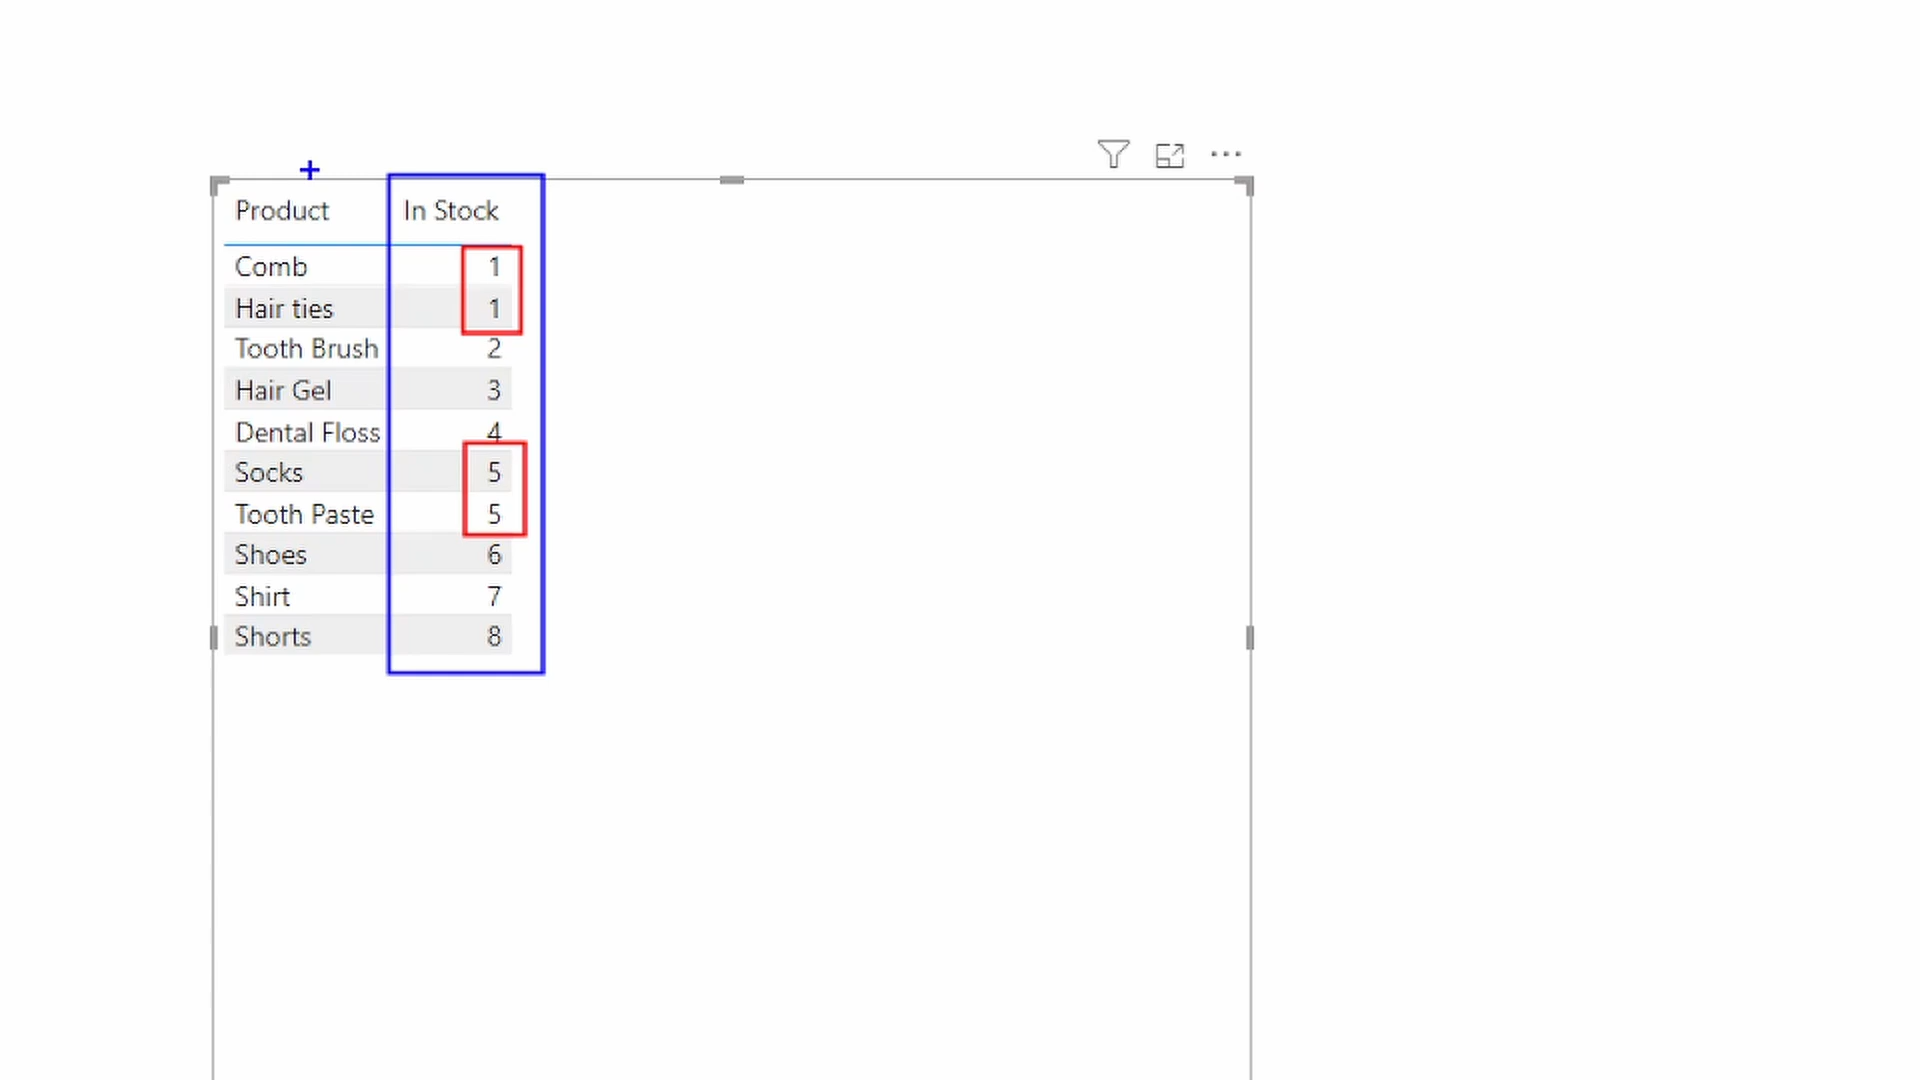 Product In Stock
Comb 1
Hair ties 1
Tooth Brush 2
Hair Gel 3
Dental Floss 4
Socks 5
Tooth Paste 5
Shoes 6
Shirt 7
Shorts 8